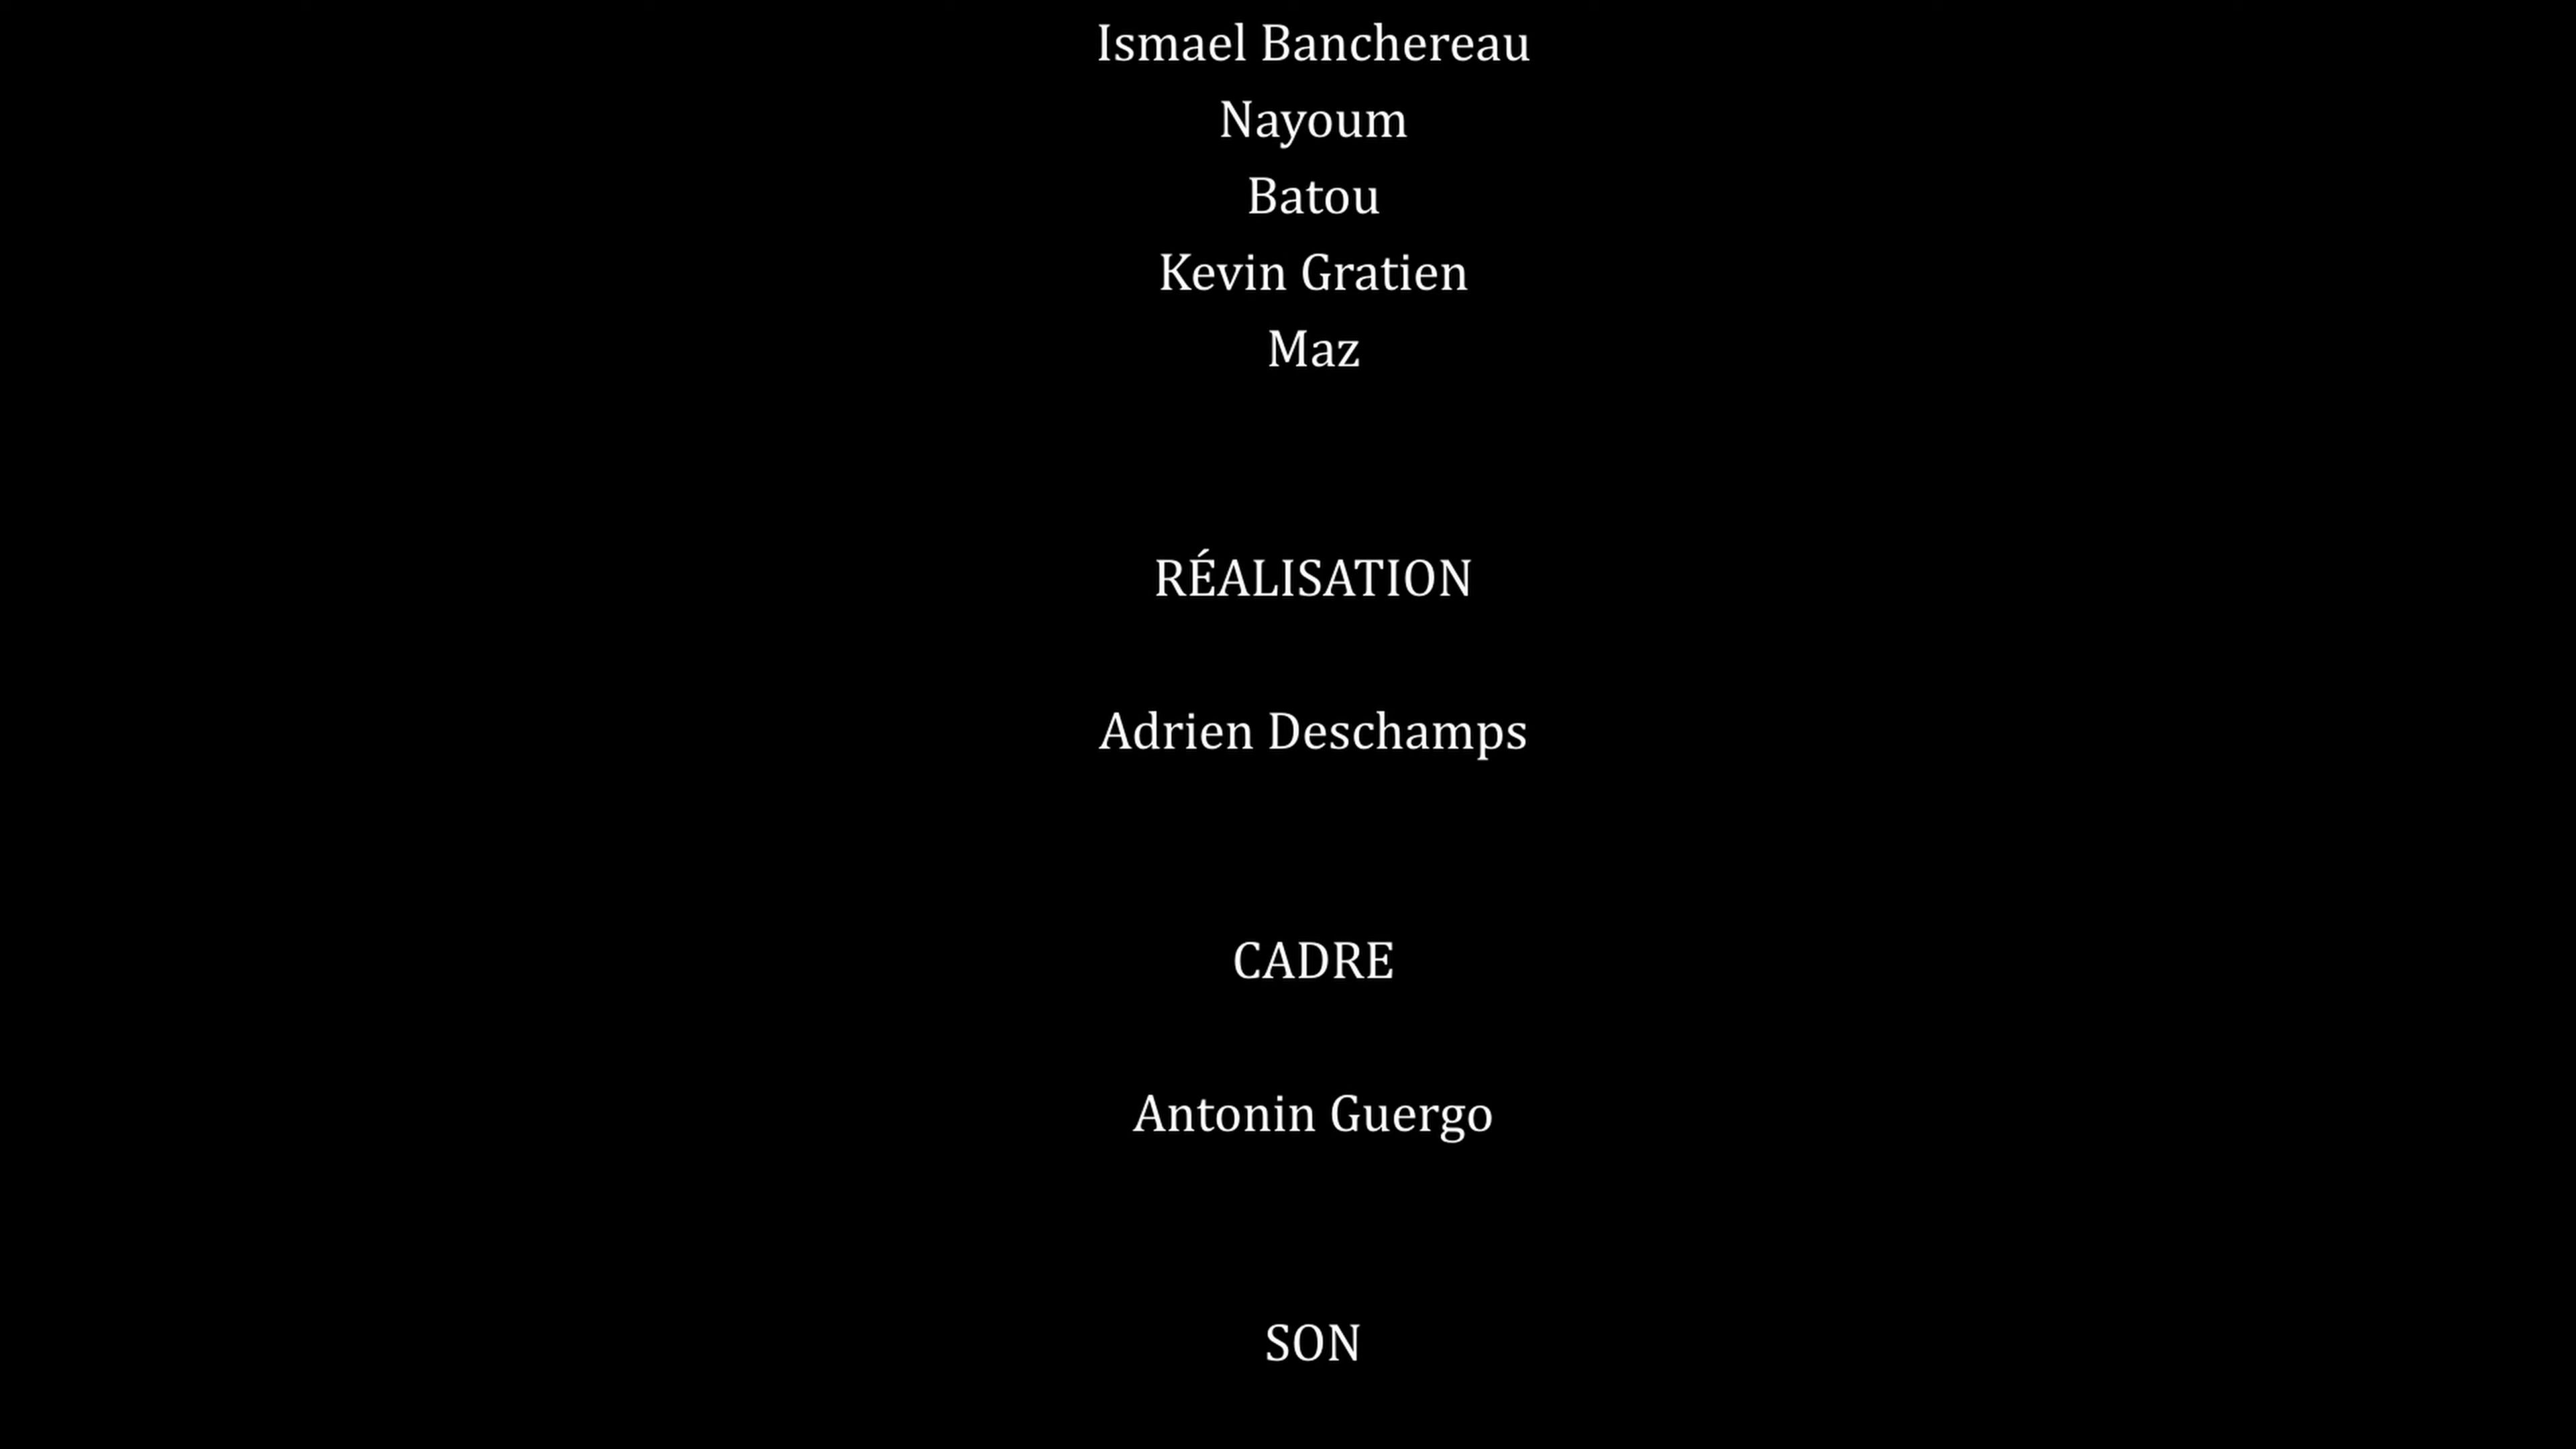 Ismael Banchereau
Nayoum
Batou
Kevin Gratien
Maz
RÉALISATION
Adrien Deschamps
CADRE
Antonin Guergo
SON